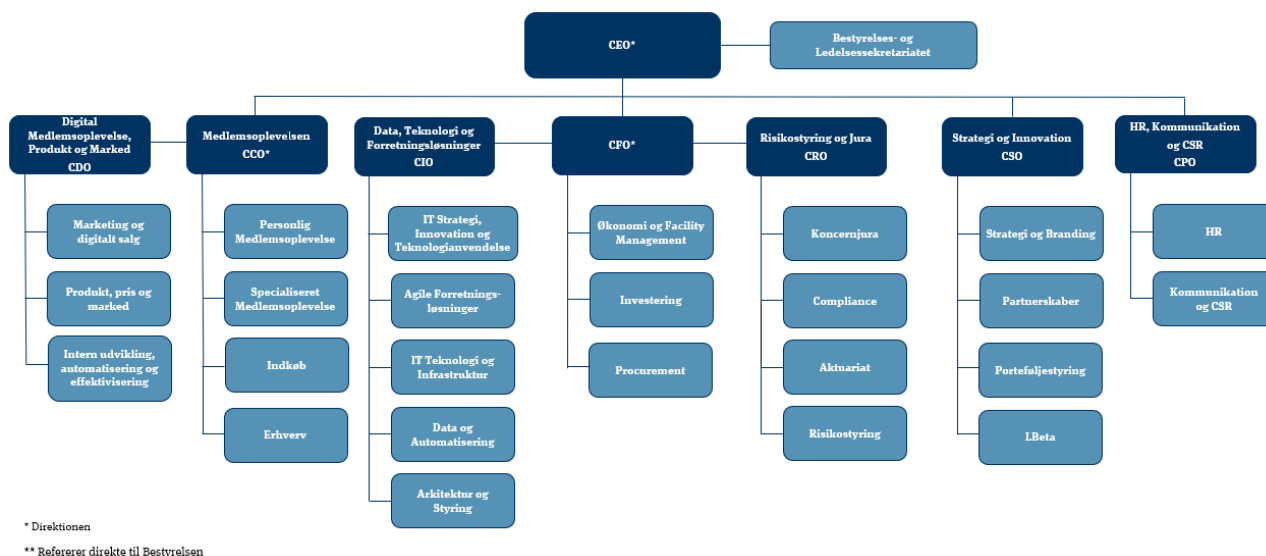 CEO*
Bestyrelses- og
Ledelsessekretariatet
Digital
Medlemsoplevelse,
Produkt og Marked
CDO
Medlemsoplevelsen
CCO*
Data, Teknologi og
Forretningsløsninger
CIO
CFO*
Risikostyring og Jura
CRO
Strategi og Innovation
CSO
HR, Kommunikation
og CSR
CPO
Marketing og
digitalt salg
Produkt, pris og
marked
Intern udvikling,
automatisering og
effektivisering
Personlig
Medlemsoplevelse
Specialiseret
Medlemsoplevelse
Indkøb
Erhverv
IT Strategi,
Innovation og
Teknologianvendelse
Agile Forretnings-
løsninger
IT Teknologi og
Infrastruktur
Data og
Automatisering
Arkitektur og
Styring
Økonomi og Facility
Management
Investering
Procurement
Koncernjura
Compliance
Aktuariat
Risikostyring
Strategi og Branding
Partnerskaber
Porteføljestyring
LBeta
HR
Kommunikation
og CSR
* Direktionen
** Refererer direkte til Bestyrelsen